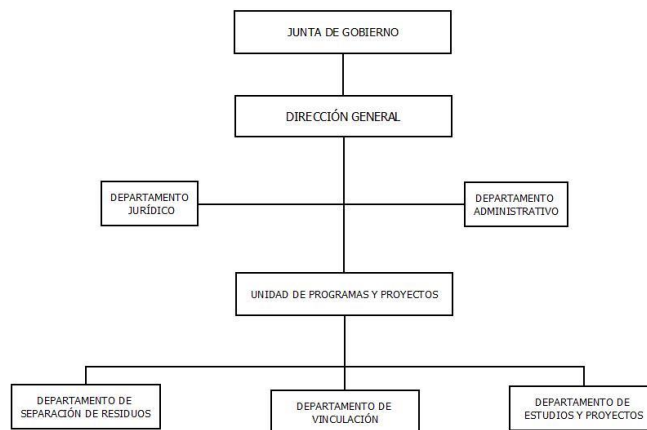 JUNTA DE GOBIERNO
DIRECCIÓN GENERAL
DEPARTAMENTO
JURÍDICO
DEPARTAMENTO
ADMINISTRATIVO
UNIDAD DE PROGRAMAS Y PROYECTOS
DEPARTAMENTO DE
SEPARACIÓN DE RESIDUOS
DEPARTAMENTO DE
VINCULACIÓN
DEPARTAMENTO DE
ESTUDIOS Y PROYECTOS